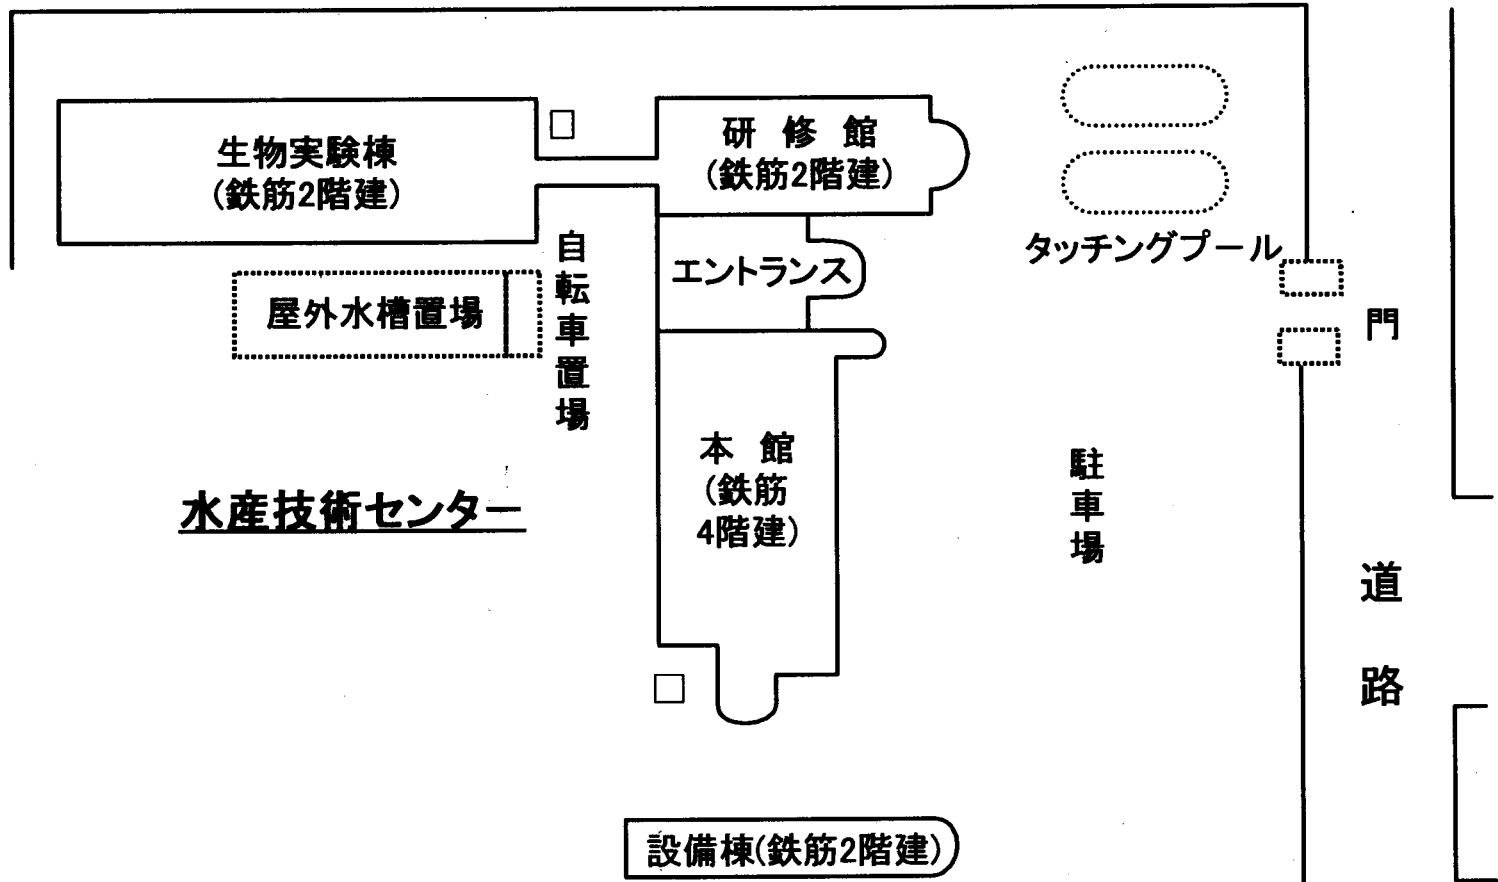 生物実験棟
(鉄筋2階建)
研修館
(鉄筋2階建)
タッチングプール
エントランス
屋外水槽置場
自転車置場
門
本館
(鉄筋
4階建)
駐車場
水産技術センター
道路
設備棟(鉄筋2階建)